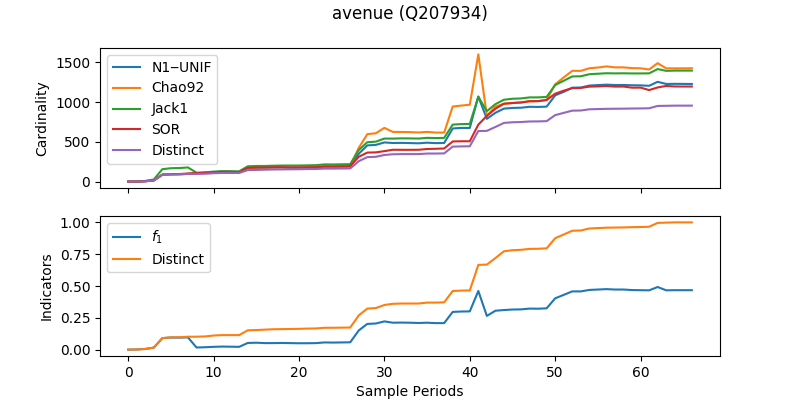 avenue (Q207934)
Cardinality
1500
1000
500
0
N1−UNIF
Chao92
Jack1
SOR
Distinct
Indicators
1.00
0.75
0.50
0.25
0.00
f₁
Distinct
0 10 20 30 40 50 60
Sample Periods